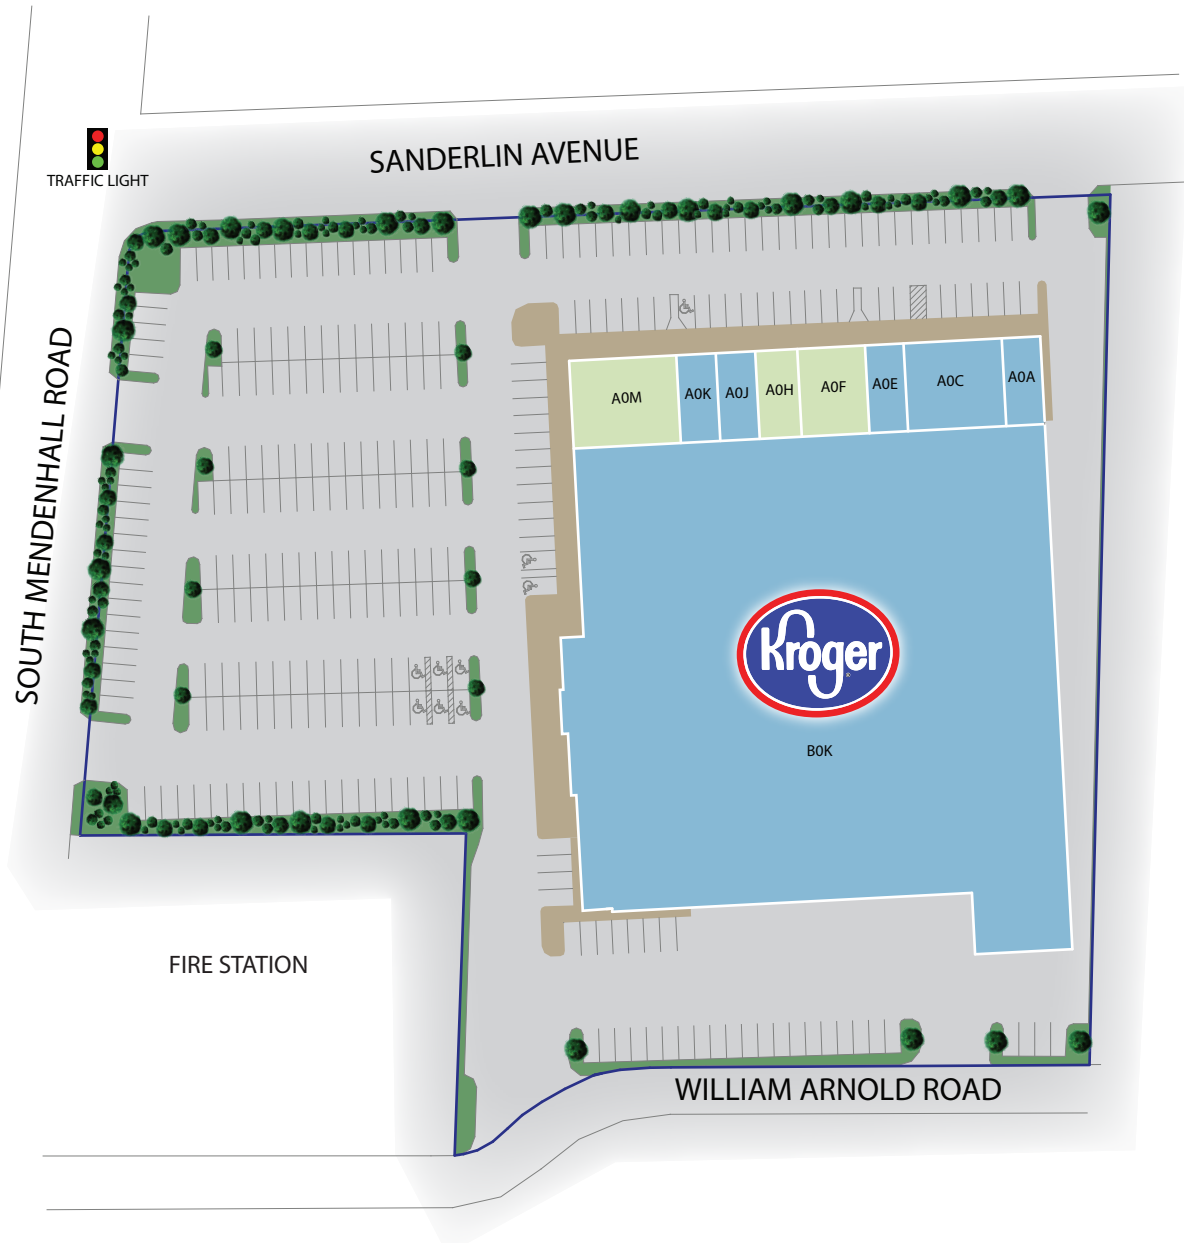 SANDERLIN AVENUE
TRAFFIC LIGHT
SOUTH MENDENHALL ROAD
A0M
A0K
A0J
A0H
A0F
A0E
A0C
A0A
Kroger
B0K
FIRE STATION
WILLIAM ARNOLD ROAD